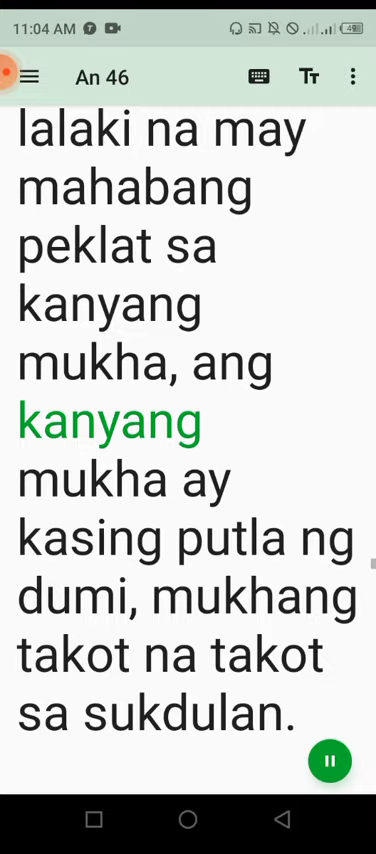 11:04 AM
An 46
lalaki na may
mahabang
peklat sa
kanyang
mukha, ang
kanyang
mukha ay
kasing putla ng
dumi, mukhang
takot na takot
sa sukdulan.